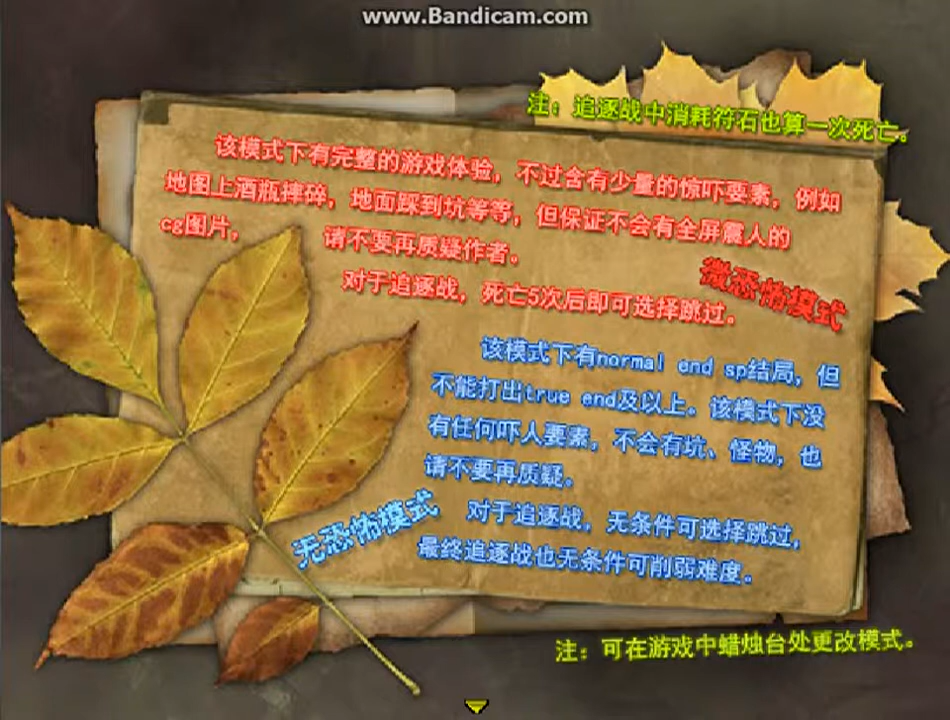 www.Bandicam.com
注：追逐战中消耗符石也算一次死亡。
该模式下有完整的游戏体验，不过含有少量的惊吓要素，例如
地图上酒瓶摔碎，地面踩到坑等等，但保证不会有全屏震人的
cg图片， 请不要再质疑作者。
对于追逐战，死亡5次后即可选择跳过。
微恐怖模式
该模式下有normal end sp结局，但
不能打出true end及以上。该模式下没
有任何吓人要素，不会有坑、怪物，也
请不要再质疑。
无恐怖模式
对于追逐战，无条件可选择跳过，
最终追逐战也无条件可削弱难度。
注：可在游戏中蜡烛台处更改模式。